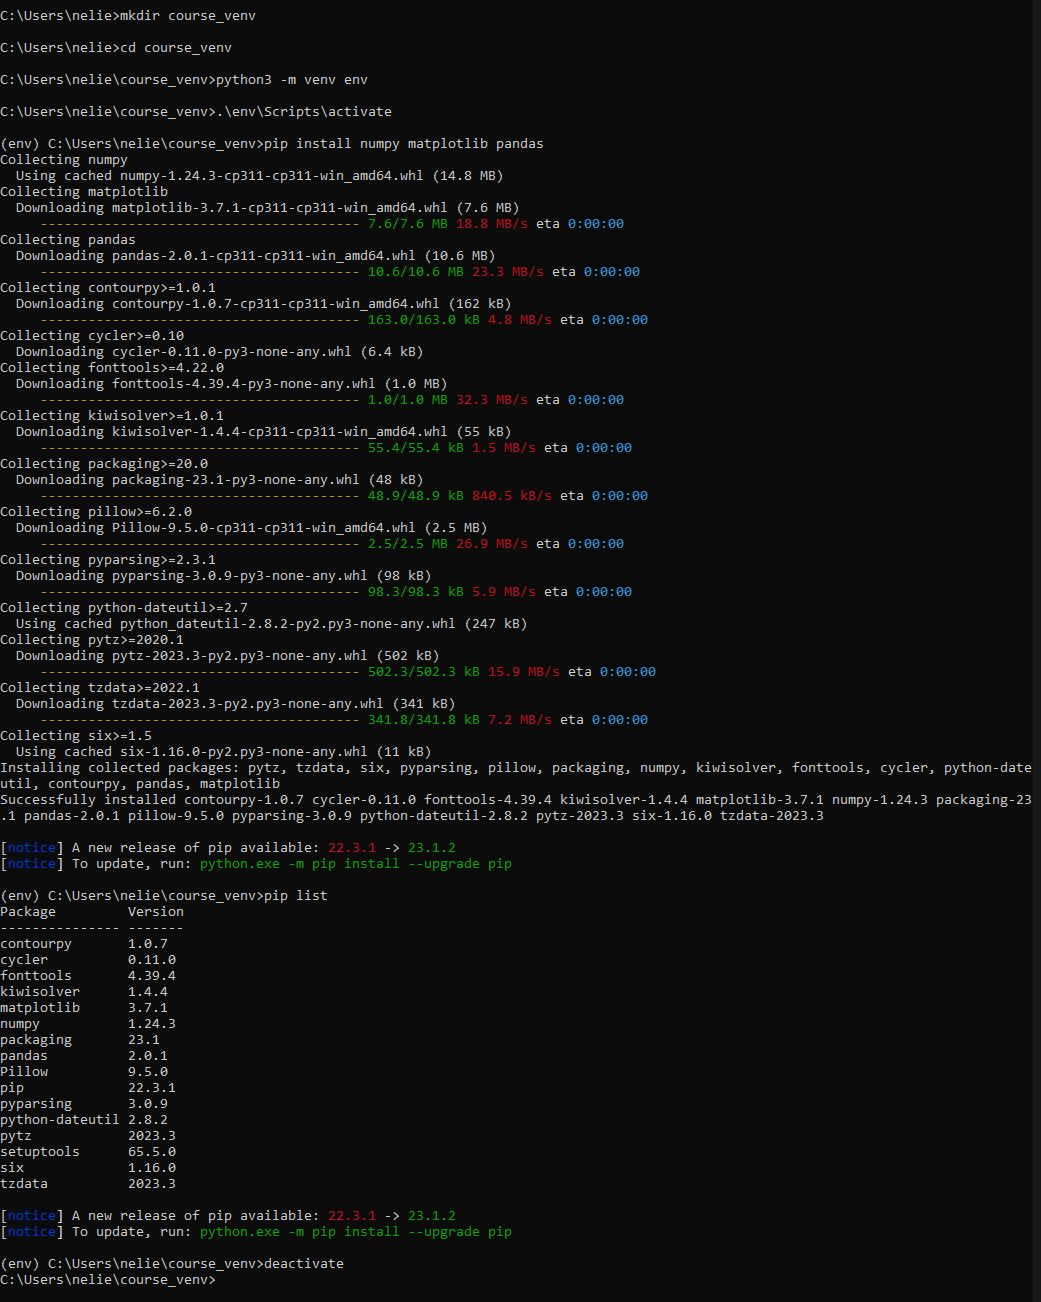 C:\Users\nelie>mkdir course_venv
C:\Users\nelie>cd course_venv
C:\Users\nelie\course_venv>python3 -m venv env
C:\Users\nelie\course_venv>.\env\Scripts\activate
(env) C:\Users\nelie\course_venv>pip install numpy matplotlib pandas
Collecting numpy
  Using cached numpy-1.24.3-cp311-cp311-win_amd64.whl (14.8 MB)
Collecting matplotlib
  Downloading matplotlib-3.7.1-cp311-cp311-win_amd64.whl (7.6 MB)
     ---------------------------------------- 7.6/7.6 MB 18.8 MB/s eta 0:00:00
Collecting pandas
  Downloading pandas-2.0.1-cp311-cp311-win_amd64.whl (10.6 MB)
     ---------------------------------------- 10.6/10.6 MB 23.3 MB/s eta 0:00:00
Collecting contourpy>=1.0.1
  Downloading contourpy-1.0.7-cp311-cp311-win_amd64.whl (162 kB)
     ---------------------------------------- 163.0/163.0 kB 4.8 MB/s eta 0:00:00
Collecting cycler>=0.10
  Downloading cycler-0.11.0-py3-none-any.whl (6.4 kB)
Collecting fonttools>=4.22.0
  Downloading fonttools-4.39.4-py3-none-any.whl (1.0 MB)
     ---------------------------------------- 1.0/1.0 MB 32.3 MB/s eta 0:00:00
Collecting kiwisolver>=1.0.1
  Downloading kiwisolver-1.4.4-cp311-cp311-win_amd64.whl (55 kB)
     ---------------------------------------- 55.4/55.4 kB 1.5 MB/s eta 0:00:00
Collecting packaging>=20.0
  Downloading packaging-23.1-py3-none-any.whl (48 kB)
     ---------------------------------------- 48.9/48.9 kB 840.5 kB/s eta 0:00:00
Collecting pillow>=6.2.0
  Downloading Pillow-9.5.0-cp311-cp311-win_amd64.whl (2.5 MB)
     ---------------------------------------- 2.5/2.5 MB 26.9 MB/s eta 0:00:00
Collecting pyparsing>=2.3.1
  Downloading pyparsing-3.0.9-py3-none-any.whl (98 kB)
     ---------------------------------------- 98.3/98.3 kB 5.9 MB/s eta 0:00:00
Collecting python-dateutil>=2.7
  Using cached python_dateutil-2.8.2-py2.py3-none-any.whl (247 kB)
Collecting pytz>=2020.1
  Downloading pytz-2023.3-py2.py3-none-any.whl (502 kB)
     ---------------------------------------- 502.3/502.3 kB 15.9 MB/s eta 0:00:00
Collecting tzdata>=2022.1
  Downloading tzdata-2023.3-py2.py3-none-any.whl (341 kB)
     ---------------------------------------- 341.8/341.8 kB 7.2 MB/s eta 0:00:00
Collecting six>=1.5
  Using cached six-1.16.0-py2.py3-none-any.whl (11 kB)
Installing collected packages: pytz, tzdata, six, pyparsing, pillow, packaging, numpy, kiwisolver, fonttools, cycler, python-date
util, contourpy, pandas, matplotlib
Successfully installed contourpy-1.0.7 cycler-0.11.0 fonttools-4.39.4 kiwisolver-1.4.4 matplotlib-3.7.1 numpy-1.24.3 packaging-23
.1 pandas-2.0.1 pillow-9.5.0 pyparsing-3.0.9 python-dateutil-2.8.2 pytz-2023.3 six-1.16.0 tzdata-2023.3
[notice] A new release of pip available: 22.3.1 -> 23.1.2
[notice] To update, run: python.exe -m pip install --upgrade pip
(env) C:\Users\nelie\course_venv>pip list
Package         Version
--------------- -------
contourpy       1.0.7
cycler          0.11.0
fonttools       4.39.4
kiwisolver      1.4.4
matplotlib      3.7.1
numpy           1.24.3
packaging       23.1
pandas          2.0.1
Pillow          9.5.0
pip             22.3.1
pyparsing       3.0.9
python-dateutil 2.8.2
pytz            2023.3
setuptools      65.5.0
six             1.16.0
tzdata          2023.3
[notice] A new release of pip available: 22.3.1 -> 23.1.2
[notice] To update, run: python.exe -m pip install --upgrade pip
(env) C:\Users\nelie\course_venv>deactivate
C:\Users\nelie\course_venv>